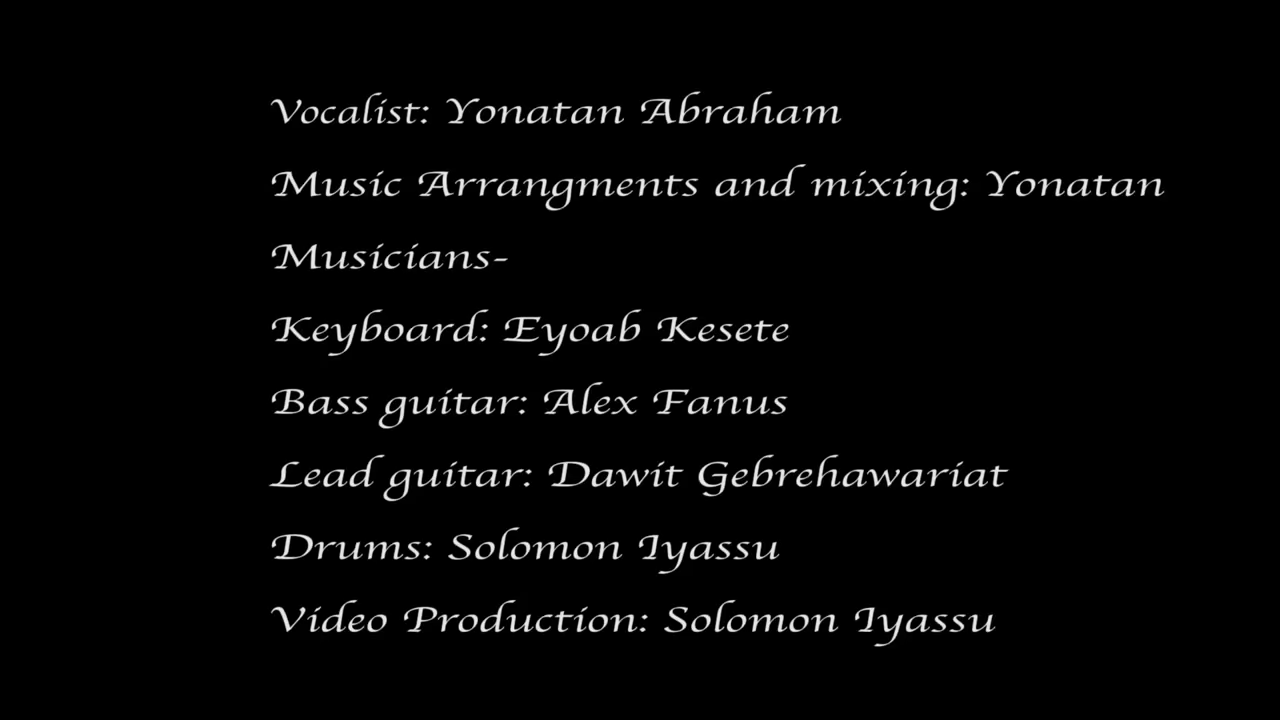 Vocalist: Yonatan Abraham
Music Arrangments and mixing: Yonatan
Musicians-
Keyboard: Eyoab Kesete
Bass guitar: Alex Fanus
Lead guitar: Dawit Gebrehawariat
Drums: Solomon Iyassu
Video Production: Solomon Iyassu